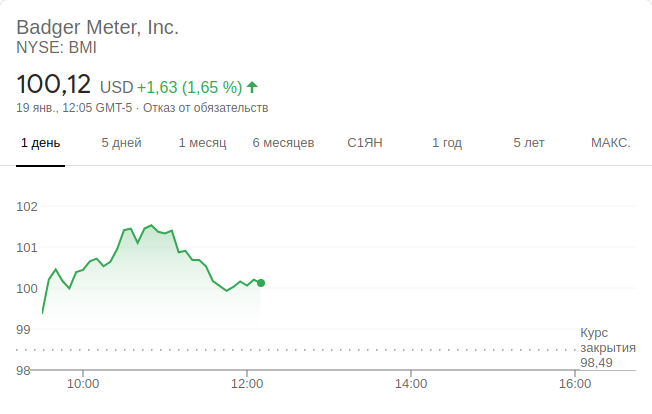 Badger Meter, Inc.
NYSE: BMI
100,12 USD +1,63 (1,65 %)
19 янв., 12:05 GMT-5 · Отказ от обязательств
1 день 5 дней 1 месяц 6 месяцев С1ЯН 1 год 5 лет МАКС.
102
101
100
99
Курс
закрытия
98,49
98
10:00 12:00 14:00 16:00